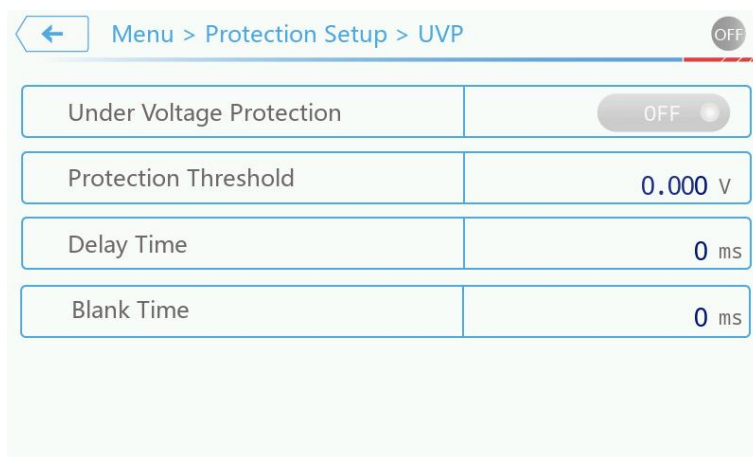 Menu > Protection Setup > UVP OFF
Under Voltage Protection OFF
Protection Threshold 0.000 V
Delay Time 0 ms
Blank Time 0 ms